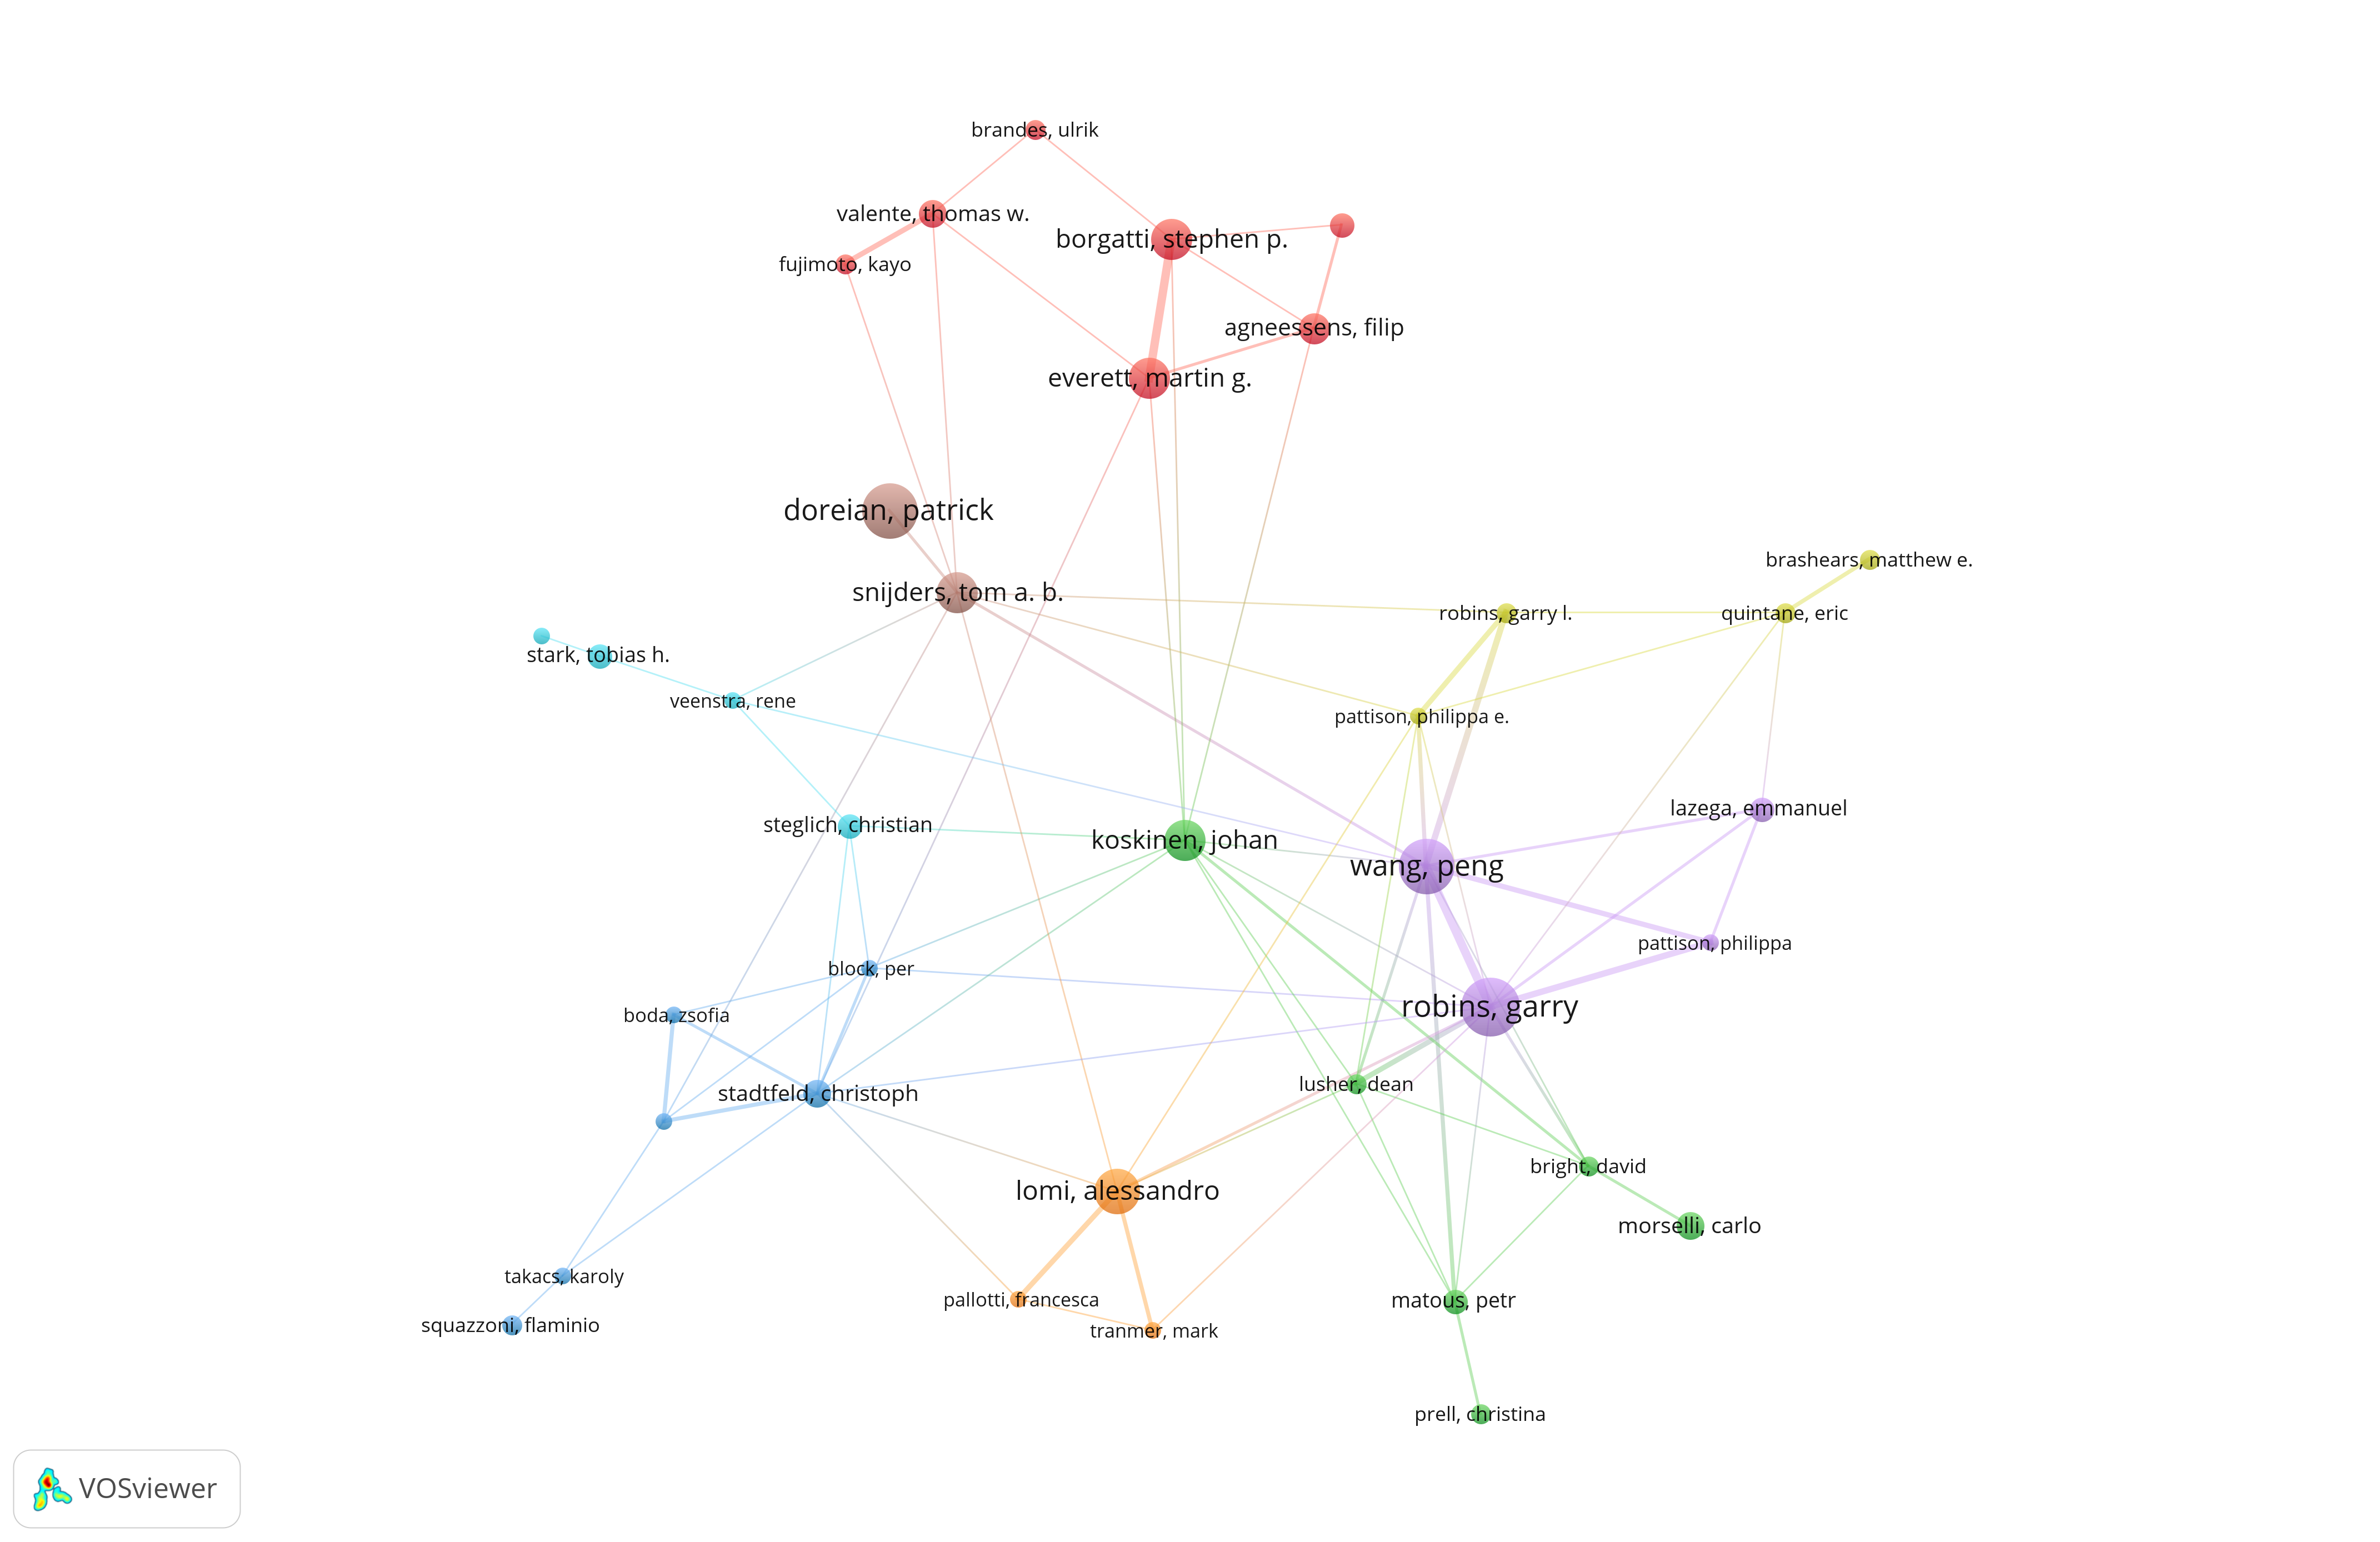 brandes, ulrik
valente, thomas w.
borgatti, stephen p.
fujimoto, kayo
agneessens, filip
everett, martin g.
doreian, patrick
brashears, matthew e.
snijders, tom a. b.
robins, garry l.
quintane, eric
stark, tobias h.
veenstra, rene
pattison, philippa e.
lazega, emmanuel
steglich, christian
koskinen, johan
wang, peng
pattison, philippa
block, per
robins, garry
boda, zsofia
lusher, dean
stadtfeld, christoph
bright, david
lomi, alessandro
morselli, carlo
takacs, karoly
pallotti, francesca
matous, petr
squazzoni, flaminio
tranmer, mark
prell, christina
VOSviewer